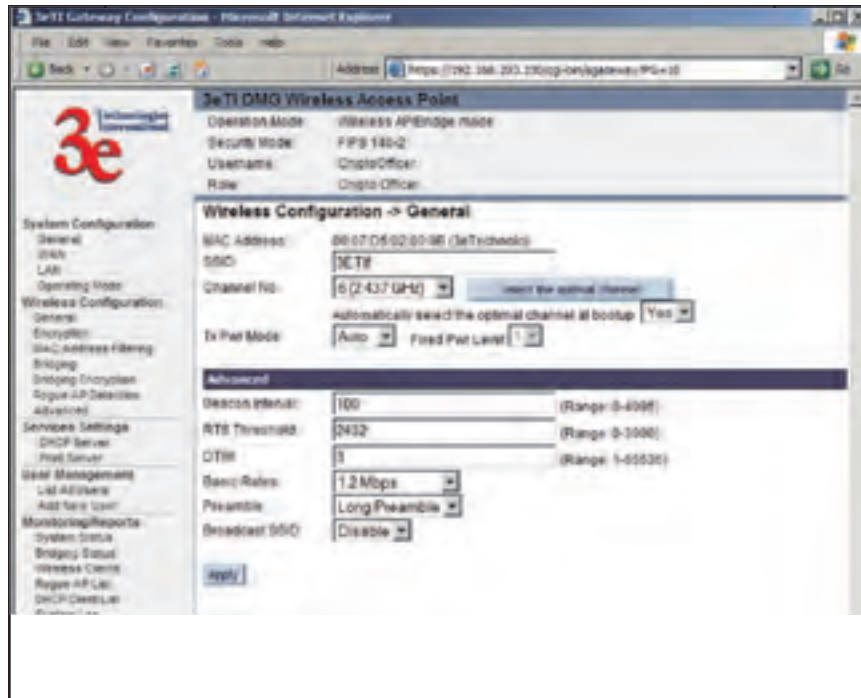 3eTI Gateway Configuration - Microsoft Internet Explorer
File Edit View Favorites Tools Help
Back
Address
Go
3e Technologies International
3eTI DMG Wireless Access Point
Operation Mode: Wireless AP/Bridge mode
Security Mode: FIPS 140-2
Username: CryptoOfficer
Role: Crypto Officer
System Configuration
General
WAN
LAN
Operating Mode
Wireless Configuration
General
Encryption
MAC Address Filtering
Bridging
Bridging Encryption
Rogue AP Detection
Advanced
Services Settings
DHCP Server
Print Server
User Management
List All Users
Add New User
Monitoring/Reports
System Status
Bridging Status
Wireless Clients
Rogue AP List
DHCP Client List
System Log
Wireless Configuration -> General
MAC Address: (3eTechnolo)
SSID:
Channel No: 6 (2.437 GHz) Select the optimal channel
Automatically select the optimal channel at bootup Yes
Tx Pwr Mode: Auto Fixed Pwr Level: 1
Advanced
Beacon Interval: 100 (Range: 0-4095)
RTS Threshold: 2432 (Range: 0-3000)
DTIM: (Range: 1-65535)
Basic Rates: 1.2 Mbps
Preamble: Long Preamble
Broadcast SSID: Disable
Apply